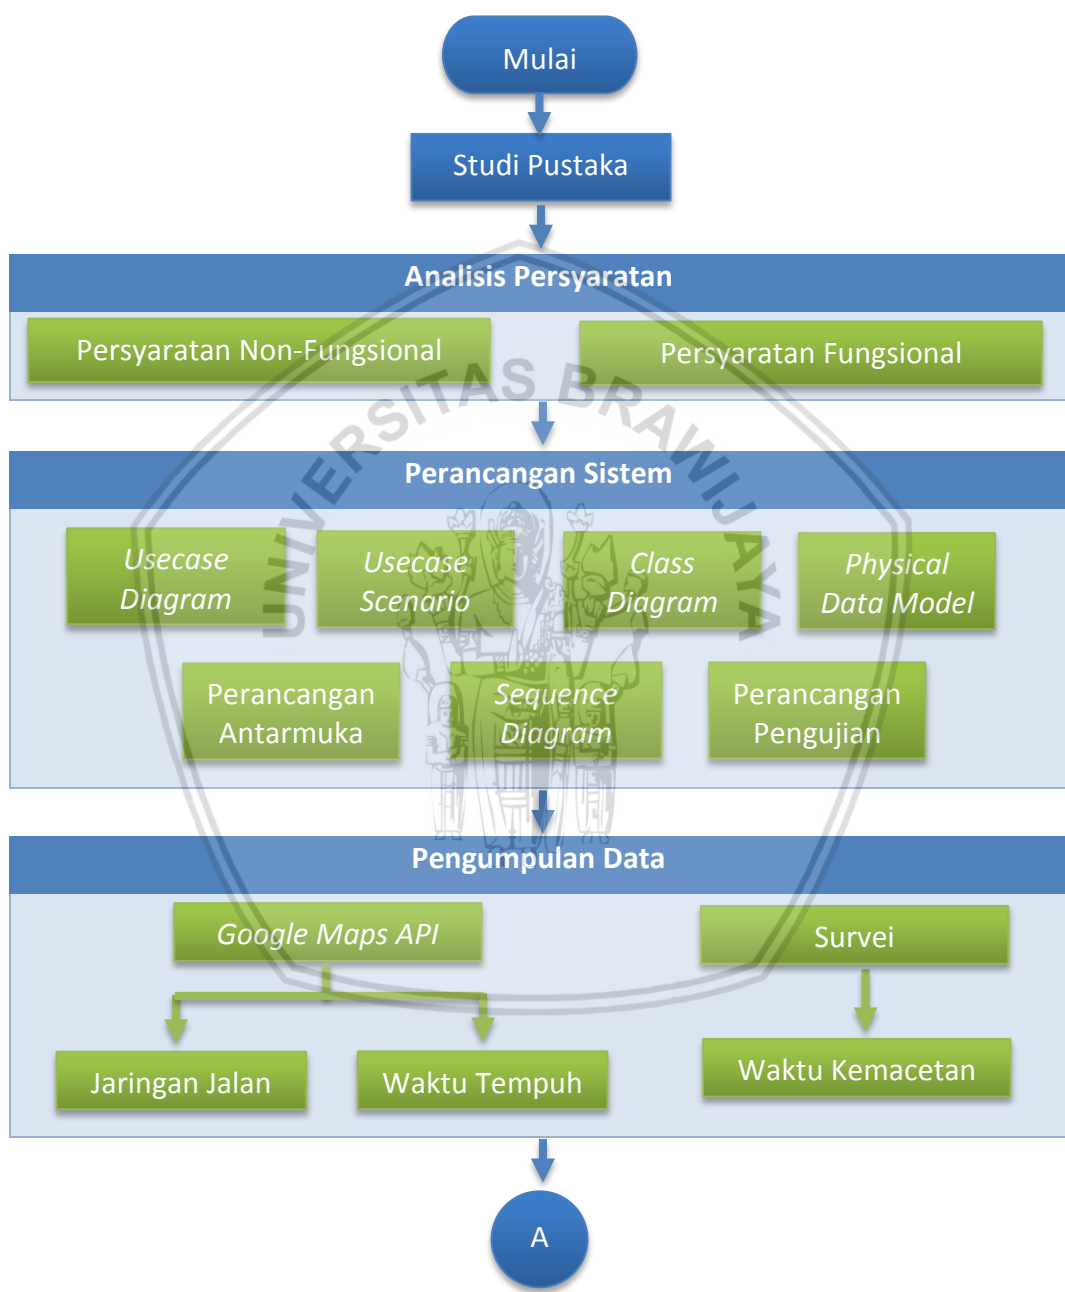 Mulai
Studi Pustaka
Analisis Persyaratan
Persyaratan Non-Fungsional
Persyaratan Fungsional
UNIVERSITAS BRAWIJAYA
Perancangan Sistem
Usecase
Diagram
Usecase
Scenario
Class
Diagram
Physical
Data Model
Perancangan
Antarmuka
Sequence
Diagram
Perancangan
Pengujian
Pengumpulan Data
Google Maps API
Survei
Jaringan Jalan
Waktu Tempuh
Waktu Kemacetan
A